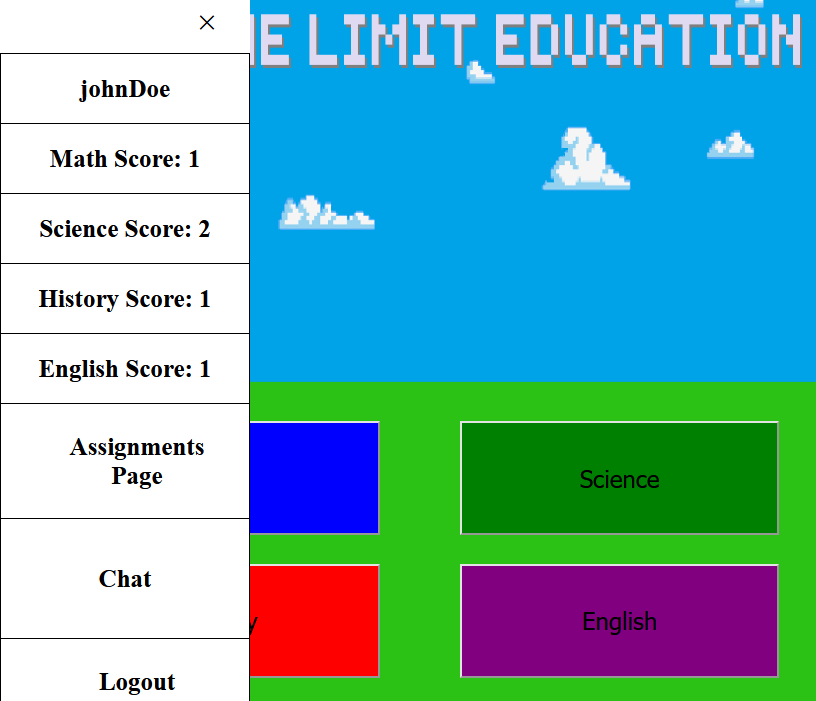 ×
E LIMIT EDUCATION
johnDoe
Math Score: 1
Science Score: 2
History Score: 1
English Score: 1
Assignments
Page
Chat
Logout
Science
y
English